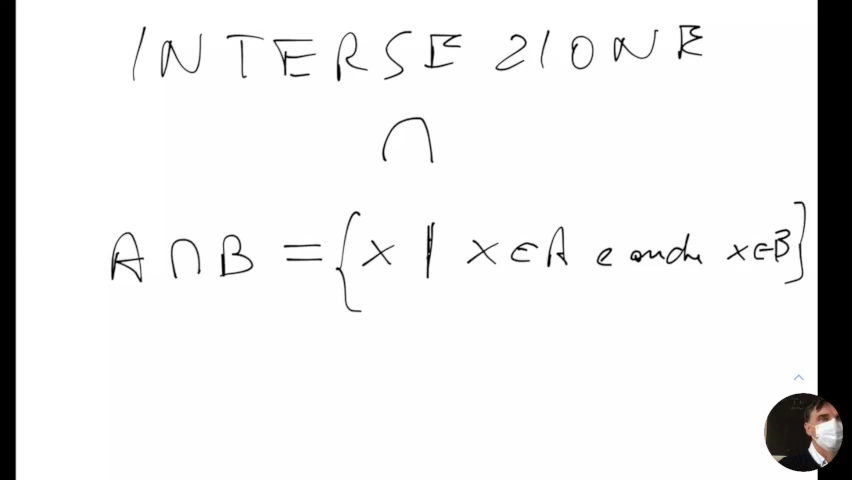 INTERSEZIONE
∩
A∩B = {x | x∈A e anche x∈B}